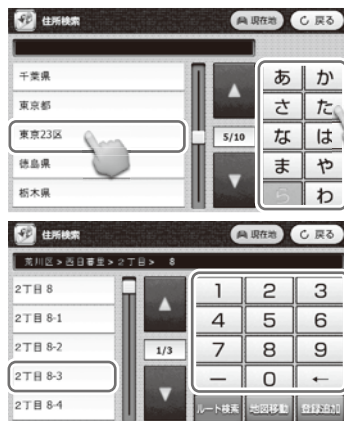 住所検索 現在地 戻る
千葉県
東京都
東京23区
徳島県
栃木県
5/10
あ か
さ た
な は
ま や
ら わ
住所検索 現在地 戻る
荒川区>西日暮里>2丁目> 8
2丁目 8
2丁目 8-1
2丁目 8-2
2丁目 8-3
2丁目 8-4
1/3
1 2 3
4 5 6
7 8 9
− 0 ←
ルート検索 地図移動 登録追加